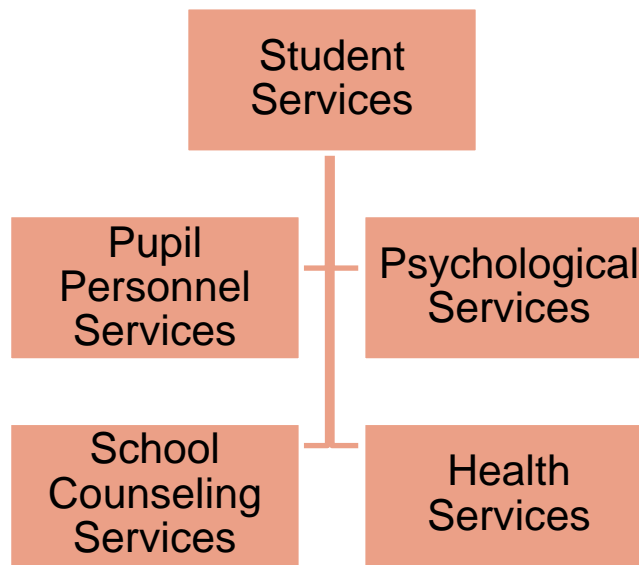 Student
Services
Pupil
Personnel
Services
Psychological
Services
School
Counseling
Services
Health
Services